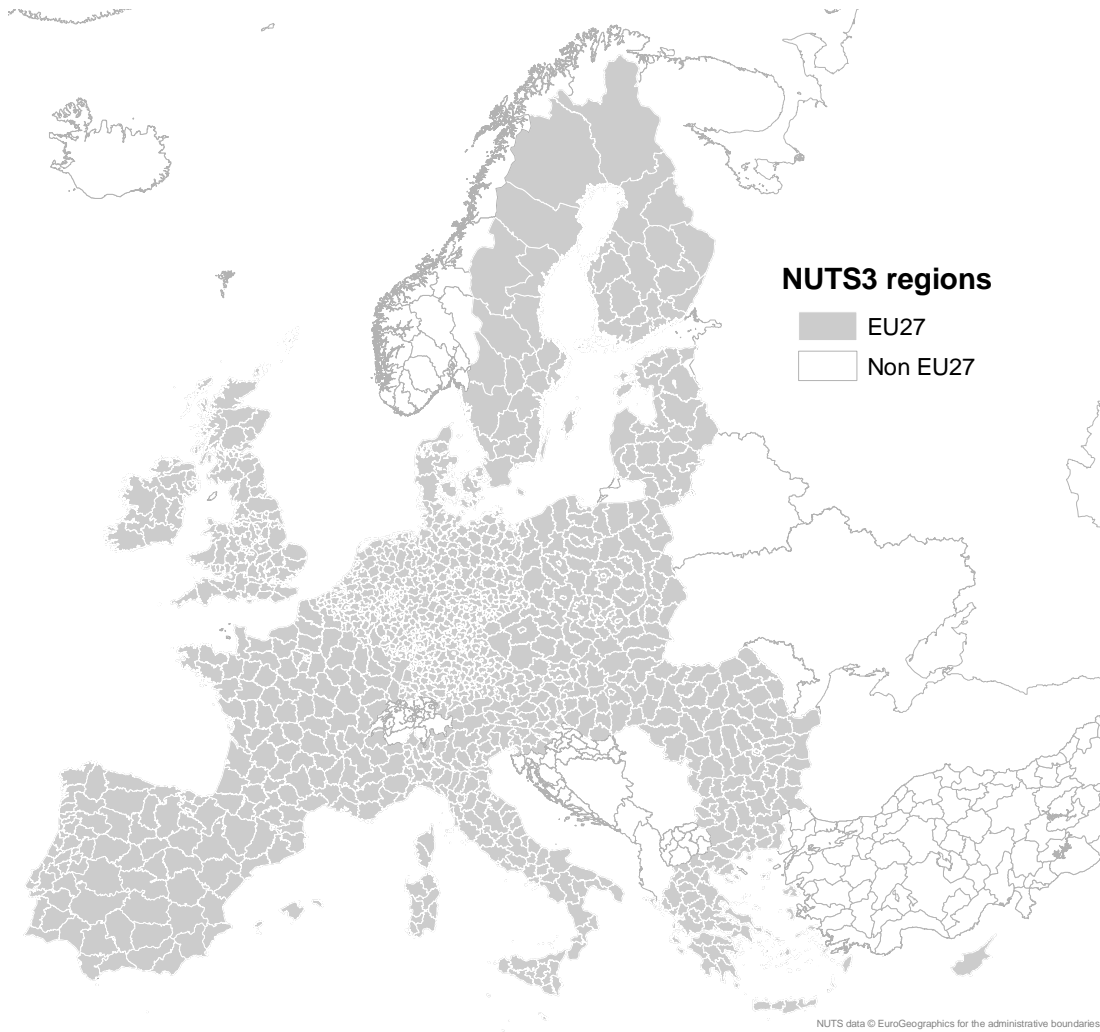 NUTS3 regions
EU27
Non EU27
NUTS data © EuroGeographics for the administrative boundaries